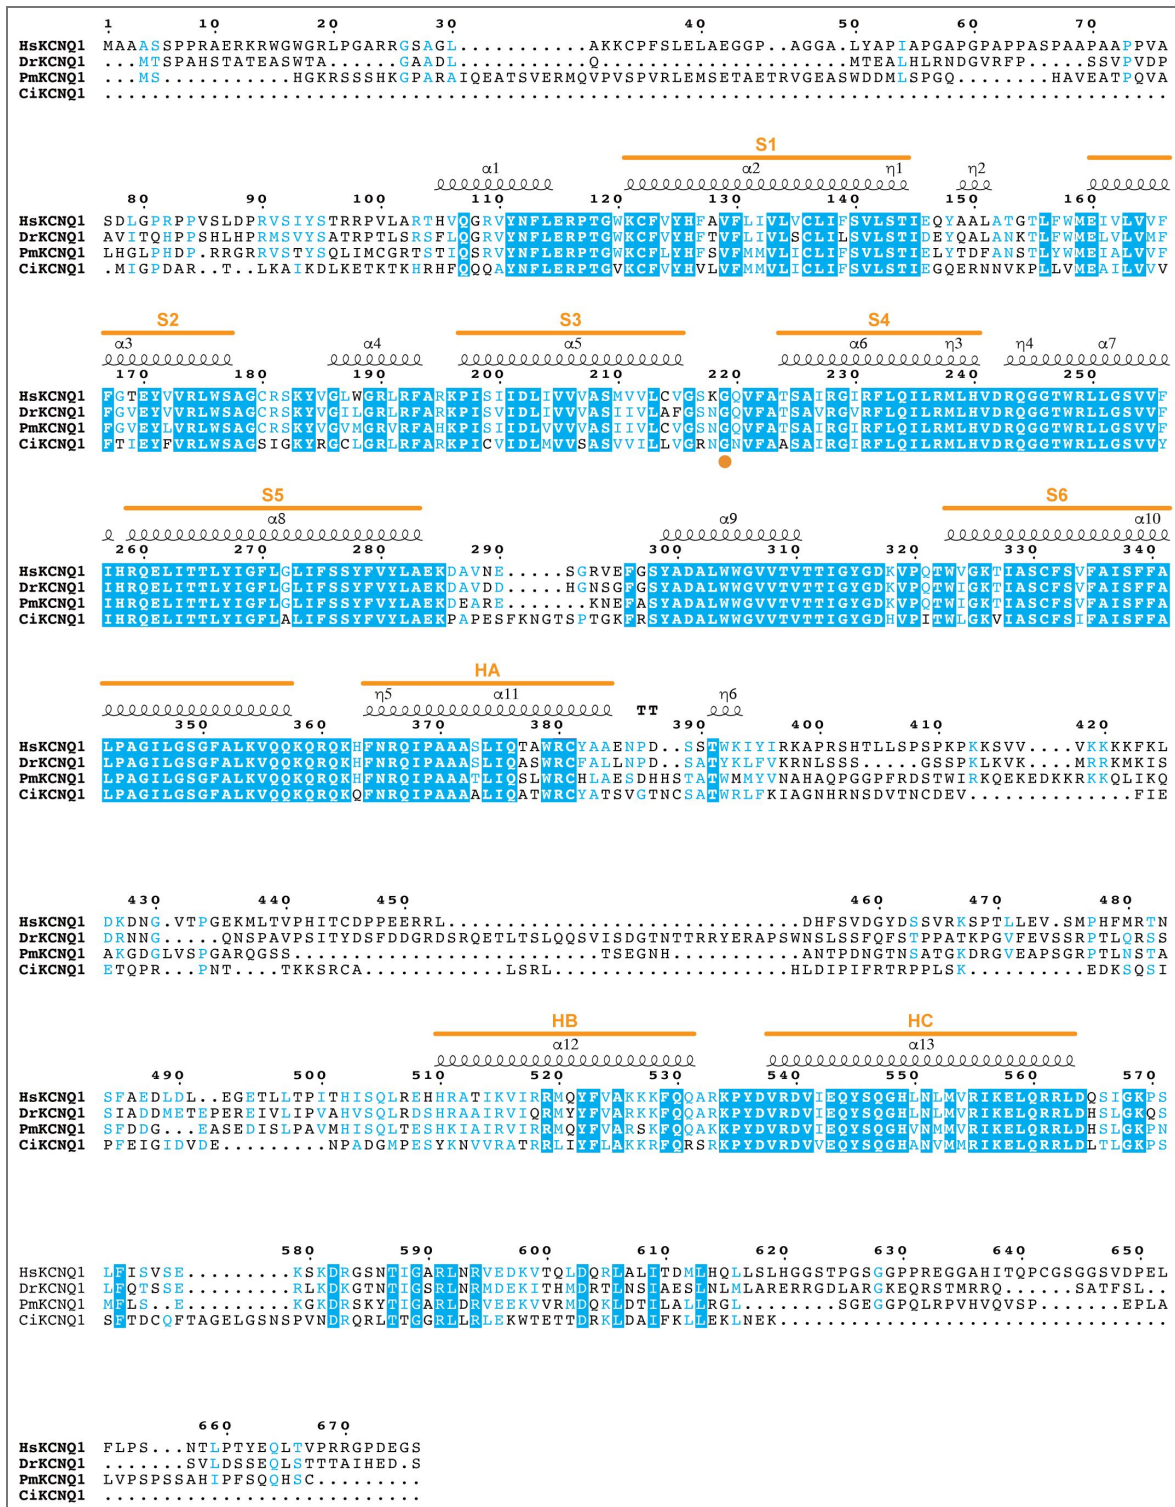 1 10 20 30 40 50 60 70
HsKCNQ1 MAAASSPPRAERKRWGWGRLPGARRGSAGL............AKKCPFSLELAEGGP..AGGA.LYAPIAPGAPGPAPPASPAAPAAPPVA
DrKCNQ1 ...MTSPAHSTATEASWTA......GAADL...........Q...................MTEALHLRNDGVRFP.....SSVPVDP
PmKCNQ1 ...MS...........HGKRSSSHKGPARAIQEATSVERMQVPVSPVRLEMSETAETRVGEASWDDMLSPGQ........HAVEATPQVA
CiKCNQ1 ..........................................................................................
S1
α1 α2 η1 η2
80 90 100 110 120 130 140 150 160
HsKCNQ1 SDLGPRPPVSLDPRVSIYSTRRPVLARTHVQGRVYNFLERPTGWKCFVYHFAVFLIVLVCLIFSVLSTIEQYAALATGTLFWMEIVLVVF
DrKCNQ1 AVITQHPPSHLHPRMSVYSATRPTLSRSFLQGRVYNFLERPTGWKCFVYHFTVFLIVLSCLILSVLSTIDEYQALANKTLFWMELVLVMF
PmKCNQ1 LHGLPHDP.RRGRRVSTYSQLIMCGRTSTIQSRVYNFLERPTGWKCFLYHFSVFMMVLICLIFSVLSTIELYTDFANSTLYWMEIALVVF
CiKCNQ1 .MIGPDAR..T..LKAIKDLKETKTKHRHFQQQAYNFLERPTGVKCFVYHVLVFMMVLICLIFSVLSTIEGQERNNVKPLLVMEAILVVV
S2 S3 S4
α3 α4 α5 α6 η3 η4 α7
170 180 190 200 210 220 230 240 250
HsKCNQ1 FGTEYVVRLWSAGCRSKYVGLWGRLRFARKPISIIDLIVVVASMVVLCVGSKGQVFATSAIRGIRFLQILRMLHVDRQGGTWRLLGSVVF
DrKCNQ1 FGVEYVVRLWSAGCRSKYVGILGRLRFARKPISIIDLIVVVASIIVLAFGSNGQVFATSAVRGVRFLQILRMLHVDRQGGTWRLLGSVVF
PmKCNQ1 FGVEYLVRLWSAGCRSKYVGVMGRLRFAHKPISIIDLVVVVASIIVLCVGSNGQVFATSAIRGIRFLQILRMLHVDRQGGTWRLLGSVVF
CiKCNQ1 FTIEYFVRLWSAGSIGKYRGCLGRLRFARKPICVIDLMVVSASVVILLVGRNGNVFAASAIRGIRFLQILRMLHVDRQGGTWRLLGSVVY
S5 S6
α8 α9 α10
260 270 280 290 300 310 320 330 340
HsKCNQ1 IHRQELITTLYIGFLGLIFSSYFVYLAEKDAVNE.....SGRVEFGSYADALWWGVVTVTTIGYGDKVPQTWVGKTIASCFSVFAISFFA
DrKCNQ1 IHRQELITTLYIGFLGLIFSSYFVYLAEKDAVDD.....HGNSGFGSYADALWWGVVTVTTIGYGDKVPQTWIGKTIASCFSVFAISFFA
PmKCNQ1 IHRQELITTLYIGFLGLIFSSYFVYLAEKDEARE.......KNEFASYADALWWGVVTVTTIGYGDKVPQTWIGKTIASCFSVFAISFFA
CiKCNQ1 IHRQELITTLYIGFLALIFSSYFVYLAEKPAPESFKNGTSPTGKFRSYADALWWGVVTVTTIGYGDHVPITWLGKVIASCFSIFAISFFA
HA
η5 α11 TT η6
350 360 370 380 390 400 410 420
HsKCNQ1 LPAGILGSGFALKVQQKQRQKHFNRQIPAAASLIQTAWRCYAAENPD..SSTWKIYIRKAPRSHTLLSPSPKPKKSVV....VKKKKFKL
DrKCNQ1 LPAGILGSGFALKVQQKQRQKHFNRQIPAAASLIQASWRCFALLNPD..SATYKLFVKRNLSSS.....GSSPKLKVK....MRRKMKIS
PmKCNQ1 LPAGILGSGFALKVQQKQRQKHFNRQIPAAATLIQSLWRCHLAESDHHSTATWMMYVNAHAQPGGPFRDSTWIRKQEKEDKKRKKQLIKQ
CiKCNQ1 LPAGILGSGFALKVQQKQRQKQFNRQIPAAAALIQATWRCYATSVGTNCSATWRLFKIAGNHRNSDVTNCDEV..............FIE
430 440 450 460 470 480
HsKCNQ1 DKDNG.VTPGEKMLTVPHITCDPPEERRL..............................DHFSVDGYDSSVRKSPTLLEV.SMPHFMRTN
DrKCNQ1 DRNNG.....QNSPAVPSITYDSFDDGRDSRQETLTSLQQSVISDGTNTTRRYERAPSWNSLSSFQFSTPPATKPGVFEVSSRPTLQRSS
PmKCNQ1 AKGDGLVSPGARQGSS..........................TSEGNH...........ANTPDNGTNSATGKDRGVEAPSGRPTLNSTA
CiKCNQ1 ETQPR..PNT...TKKSRCA............LSRL.....................HLDIPIFRTRPPLSK........EDKSQSI
HB HC
α12 α13
490 500 510 520 530 540 550 560 570
HsKCNQ1 SFAEDLDL..EGETLLTPITHISQLREHHRATIKVIRRMQYFVAKKKFQQARKPYDVRDVIEQYSQGHLNLMVRIKELQRRLDQSIGKPS
DrKCNQ1 SIADDMETEPEREIVLIPVAHVSQLRDSHRAAIRVIQRMYYFVARKKFQQARKPYDVRDVIEQYSQGHLNLMVRIKELQRRLDHSLGKQS
PmKCNQ1 SFDDG...EASEDISLPAVMHISQLTESHKIAIRVIRRMQYFVARSKFQQAKKPYDVRDVIEQYSQGHVNMMVRIKELQRRLDHSLGKPN
CiKCNQ1 PFEIGIDVDE.........NPADGMPESYKNVVRATRRLIYFLAKKRFQRSRKPYDVRDVVEQYSQGHANVMMRIKELQRRLDLTLGKPS
580 590 600 610 620 630 640 650
HsKCNQ1 LFISVSE.........KSKDRGSNTIGARLNRVEDKVTQLDQRLALITDMLHQLLSLHGGSTPGSGGPPREGGAHITQPCGSGGSVDPEL
DrKCNQ1 LFQTSSE.........RLKDKGTNTIGSRLNRMDEKITHMDRTLNSIAESLNLMLARERRGDLARGKEQRSTMRRQ......SATFSL..
PmKCNQ1 MFLS..E.........KGKDRSKYTIGARLDRVEEKVVRMDQKLDTILALLRGL.......SGEGGPQLRPVHVQVSP.......EPLA
CiKCNQ1 SFTDCQFTAGELGSNSPVNDRQRLTTGGRLLRLEKWTETTDRKLDAIFKLLEKLNEK.................................
660 670
HsKCNQ1 FLPS...NTLPTYEQLTVPRRGPDEGS
DrKCNQ1 .......SVLDSSEQLSTTTAIHED.S
PmKCNQ1 LVPSPSSAHIPFSQQHSC.........
CiKCNQ1 ...........................